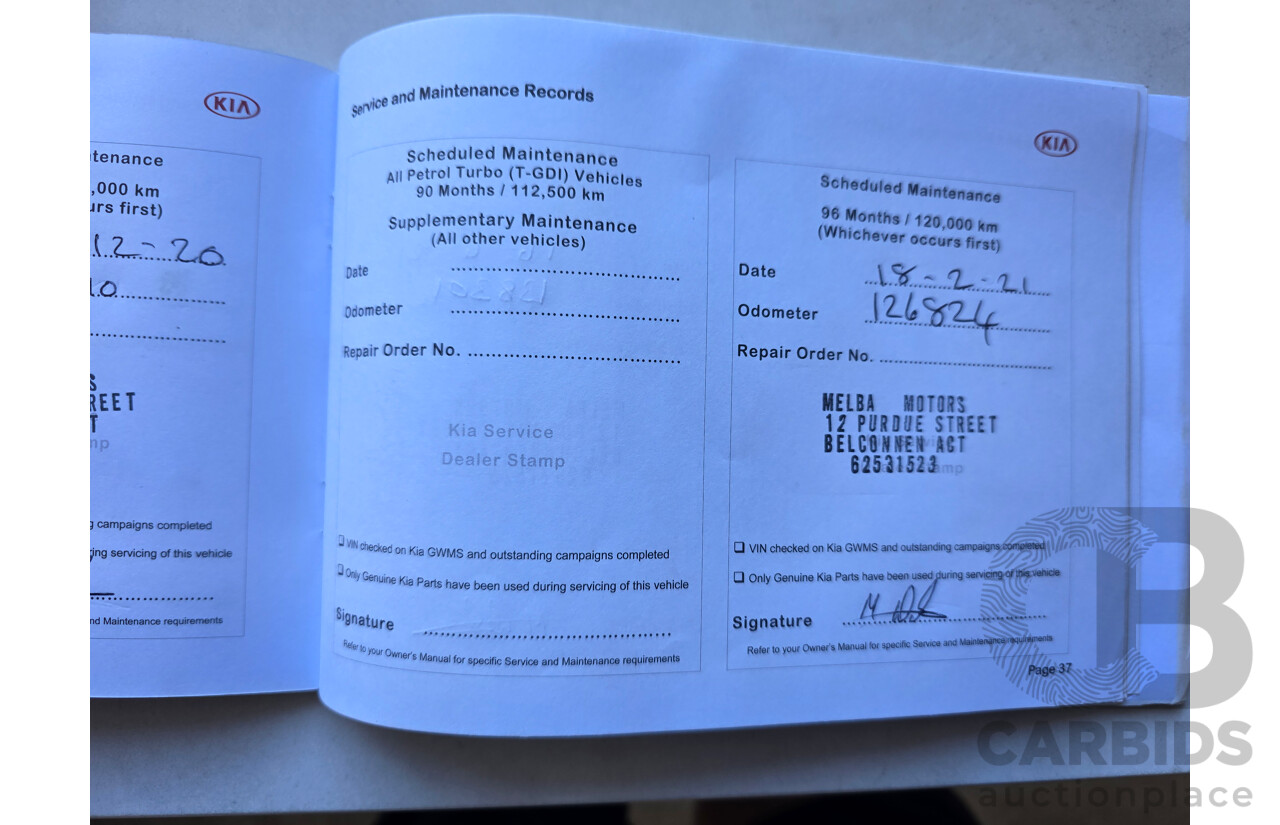 KIA
tenance
,000 km
urs first)
12-20
10
S
REET
T
mp
g campaigns completed
ing servicing of this vehicle
nd Maintenance requirements
Service and Maintenance Records
Scheduled Maintenance
All Petrol Turbo (T-GDI) Vehicles
90 Months / 112,500 km
Supplementary Maintenance
(All other vehicles)
Date
Odometer
Repair Order No.
Kia Service
Dealer Stamp
❑ VIN checked on Kia GWMS and outstanding campaigns completed
❑ Only Genuine Kia Parts have been used during servicing of this vehicle
Signature
Refer to your Owner's Manual for specific Service and Maintenance requirements
KIA
Scheduled Maintenance
96 Months / 120,000 km
(Whichever occurs first)
Date 18-2-21
Odometer 126824
Repair Order No.
MELBA MOTORS
12 PURDUE STREET
BELCONNEN ACT
62531523
❑ VIN checked on Kia GWMS and outstanding campaigns completed
❑ Only Genuine Kia Parts have been used during servicing of this vehicle
Signature
Refer to your Owner's Manual for specific Service and Maintenance requirements
Page 37
CARBIDS
auctionplace